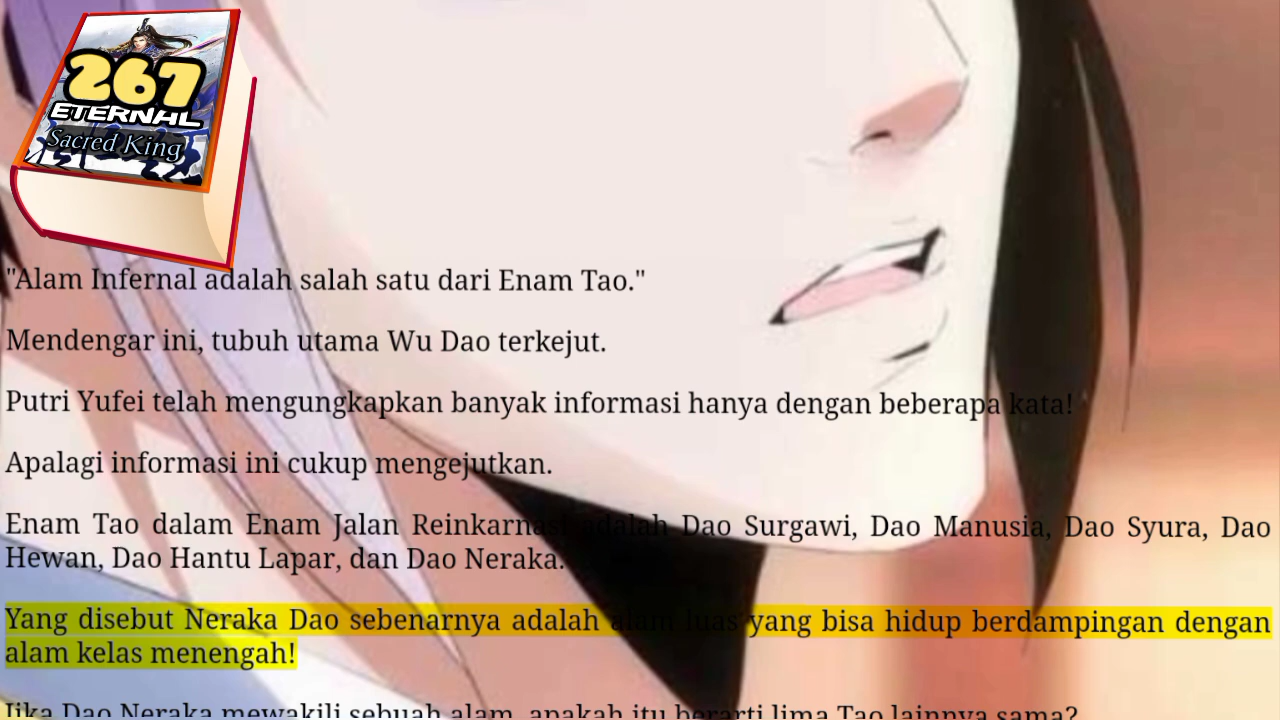 267
ETERNAL
Sacred King
"Alam Infernal adalah salah satu dari Enam Tao."
Mendengar ini, tubuh utama Wu Dao terkejut.
Putri Yufei telah mengungkapkan banyak informasi hanya dengan beberapa kata!
Apalagi informasi ini cukup mengejutkan.
Enam Tao dalam Enam Jalan Reinkarnasi adalah Dao Surgawi, Dao Manusia, Dao Syura, Dao
Hewan, Dao Hantu Lapar, dan Dao Neraka.
Yang disebut Neraka Dao sebenarnya adalah alam luas yang bisa hidup berdampingan dengan
alam kelas menengah!
Jika Dao Neraka mewakili sebuah alam, apakah itu berarti lima Tao lainnya sama?